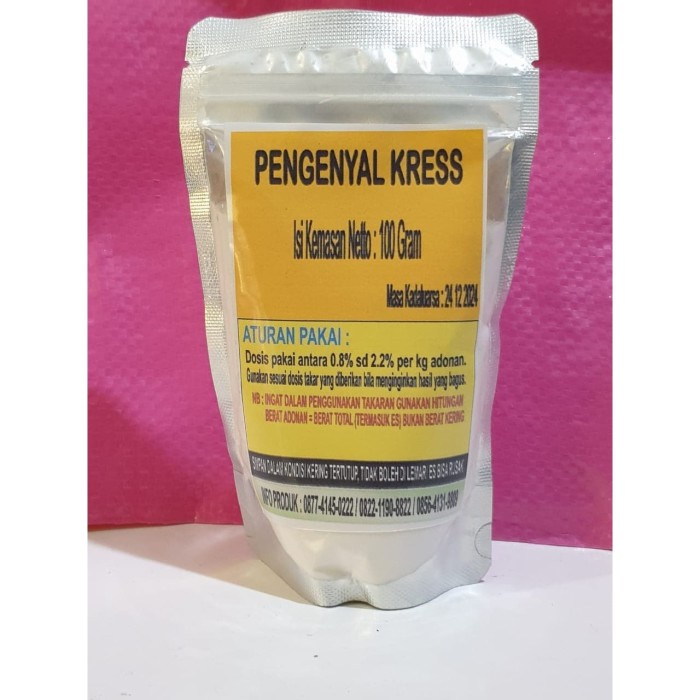 PENGENYAL KRESS
Isi Kemasan Netto : 100 Gram
Masa Kadaluarsa : 24 12 2024
ATURAN PAKAI :
Dosis pakai antara 0.8% sd 2.2% per kg adonan.
Gunakan sesuai dosis takar yang diberikan bila menginginkan hasil yang bagus.
NB : INGAT DALAM PENGGUNAKAN TAKARAN GUNAKAN HITUNGAM
BERAT ADONAN = BERAT TOTAL (TERMASUK ES) BUKAN BERAT KERING
SIMPAN DALAM KONDISI KERING TERTUTUP, TIDAK BOLEH DI LEMARI ES BISA RUSAK
INFO PRODUK : 0877-4145-0222 / 0822-1190-8822 / 0856-4131-8803